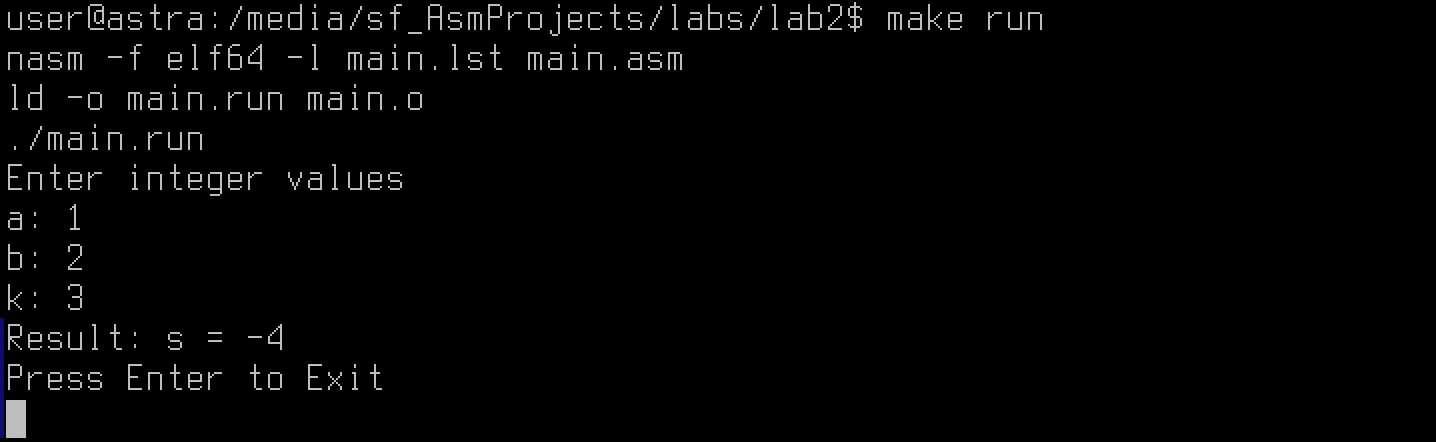 user@astra:/media/sf_AsmProjects/labs/lab2$ make run
nasm -f elf64 -l main.lst main.asm
ld -o main.run main.o
./main.run
Enter integer values
a: 1
b: 2
k: 3
Result: s = -4
Press Enter to Exit